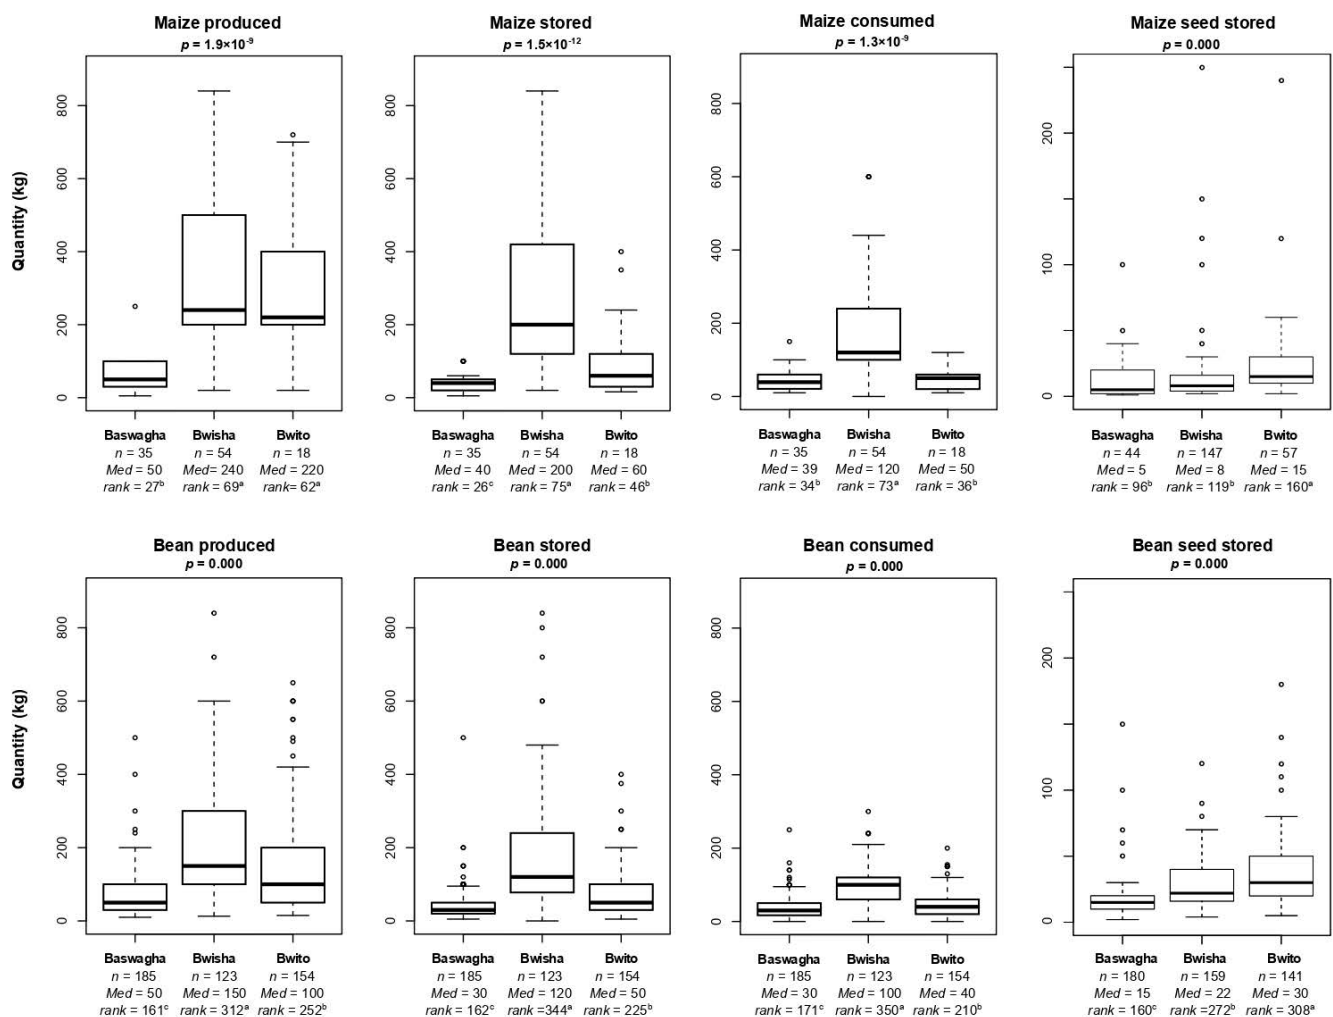 Maize produced
p = 1.9×10⁻⁹
Quantity (kg)
800
600
400
200
0
Baswagha Bwisha Bwito
n = 35 n = 54 n = 18
Med = 50 Med= 240 Med = 220
rank = 27ᵇ rank = 69ᵃ rank= 62ᵃ
Maize stored
p = 1.5×10⁻¹²
800
600
400
200
0
Baswagha Bwisha Bwito
n = 35 n = 54 n = 18
Med = 40 Med = 200 Med = 60
rank = 26ᶜ rank = 75ᵃ rank = 46ᵇ
Maize consumed
p = 1.3×10⁻⁹
800
600
400
200
0
Baswagha Bwisha Bwito
n = 35 n = 54 n = 18
Med = 39 Med = 120 Med = 50
rank = 34ᵇ rank = 73ᵃ rank = 36ᵇ
Maize seed stored
p = 0.000
200
100
0
Baswagha Bwisha Bwito
n = 44 n = 147 n = 57
Med = 5 Med = 8 Med = 15
rank = 96ᵇ rank = 119ᵇ rank = 160ᵃ
Bean produced
p = 0.000
Quantity (kg)
800
600
400
200
0
Baswagha Bwisha Bwito
n = 185 n = 123 n = 154
Med = 50 Med = 150 Med = 100
rank = 161ᶜ rank = 312ᵃ rank = 252ᵇ
Bean stored
p = 0.000
800
600
400
200
0
Baswagha Bwisha Bwito
n = 185 n = 123 n = 154
Med = 30 Med = 120 Med = 50
rank = 162ᶜ rank =344ᵃ rank = 225ᵇ
Bean consumed
p = 0.000
800
600
400
200
0
Baswagha Bwisha Bwito
n = 185 n = 123 n = 154
Med = 30 Med = 100 Med = 40
rank = 171ᶜ rank = 350ᵃ rank = 210ᵇ
Bean seed stored
p = 0.000
200
100
0
Baswagha Bwisha Bwito
n = 180 n = 159 n = 141
Med = 15 Med = 22 Med = 30
rank = 160ᶜ rank =272ᵇ rank = 308ᵃ